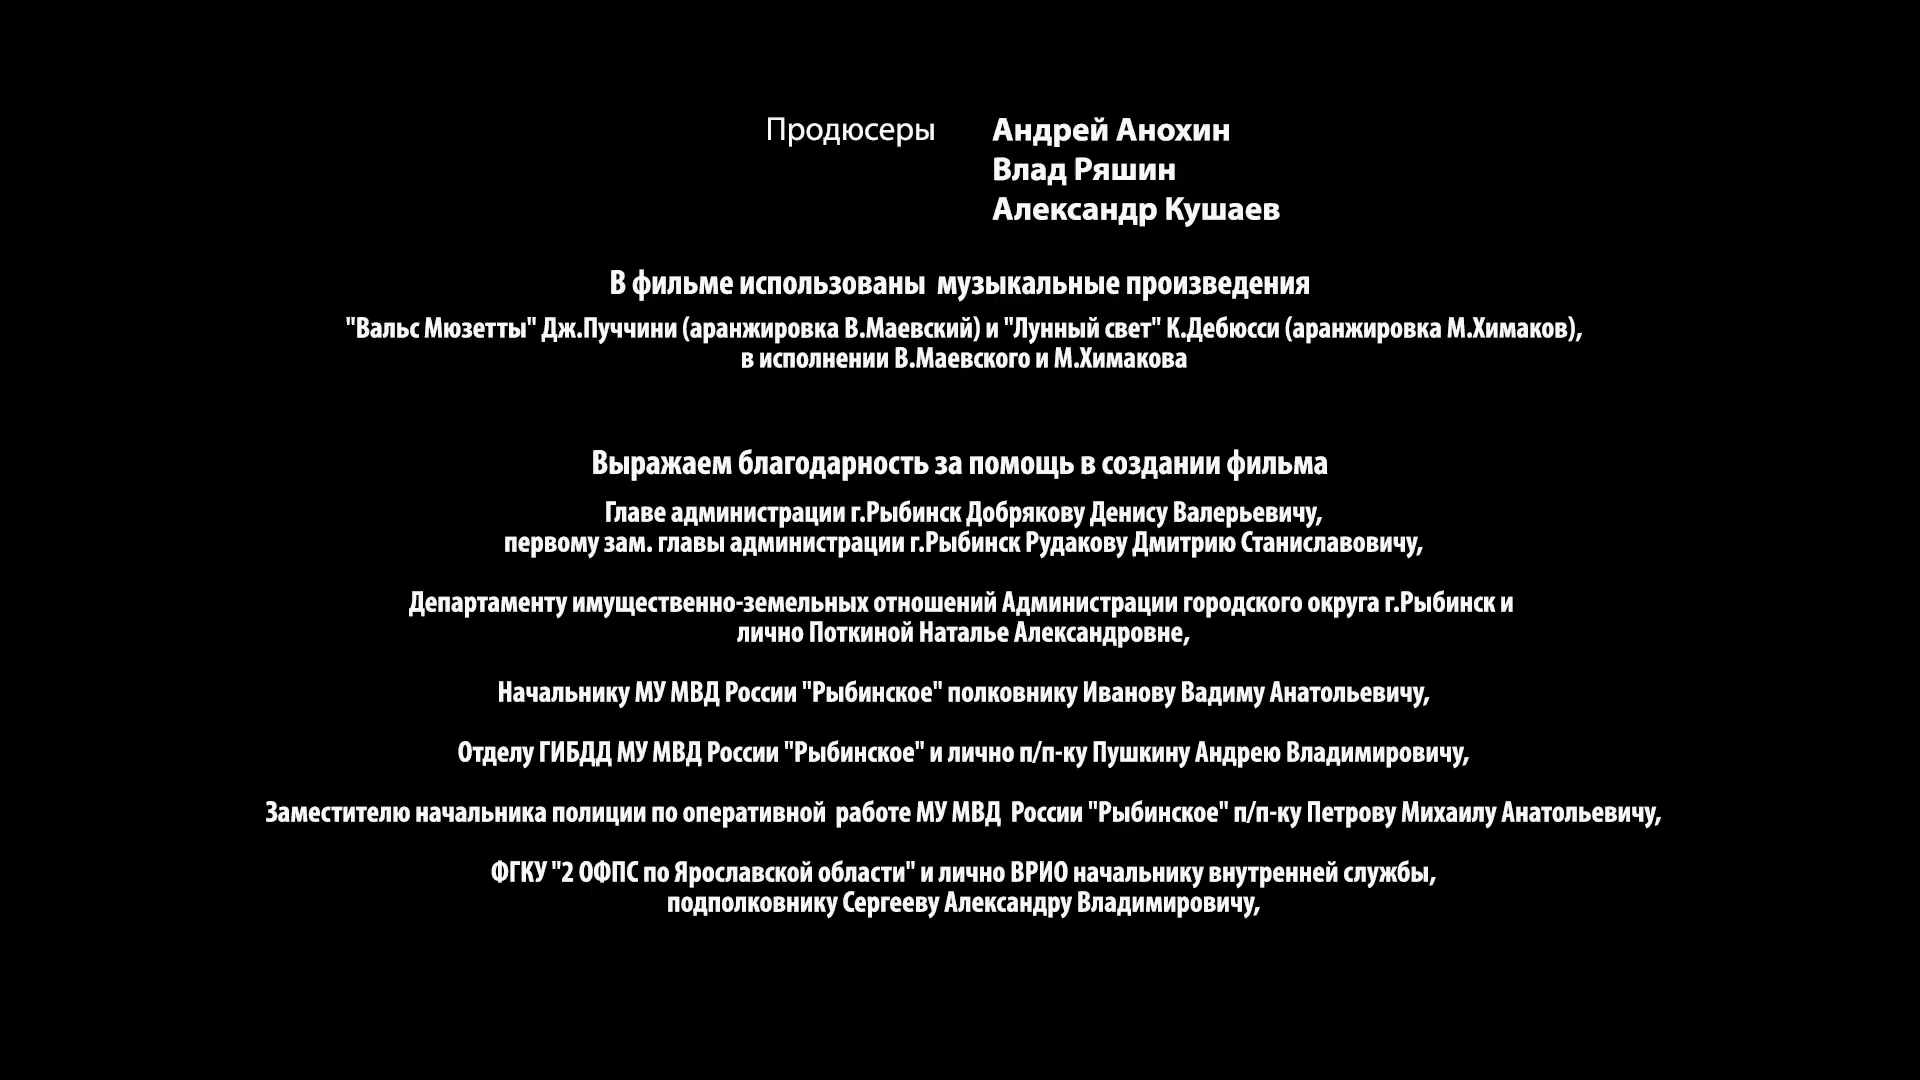 Продюсеры Андрей Анохин
Влад Ряшин
Александр Кушаев
В фильме использованы  музыкальные произведения
"Вальс Мюзетты" Дж.Пуччини (аранжировка В.Маевский) и "Лунный свет" К.Дебюсси (аранжировка М.Химаков),
в исполнении В.Маевского и М.Химакова
Выражаем благодарность за помощь в создании фильма
Главе администрации г.Рыбинск Добрякову Денису Валерьевичу,
первому зам. главы администрации г.Рыбинск Рудакову Дмитрию Станиславовичу,
Департаменту имущественно-земельных отношений Администрации городского округа г.Рыбинск и
лично Поткиной Наталье Александровне,
Начальнику МУ МВД России "Рыбинское" полковнику Иванову Вадиму Анатольевичу,
Отделу ГИБДД МУ МВД России "Рыбинское" и лично п/п-ку Пушкину Андрею Владимировичу,
Заместителю начальника полиции по оперативной  работе МУ МВД  России "Рыбинское" п/п-ку Петрову Михаилу Анатольевичу,
ФГКУ "2 ОФПС по Ярославской области" и лично ВРИО начальнику внутренней службы,
подполковнику Сергееву Александру Владимировичу,